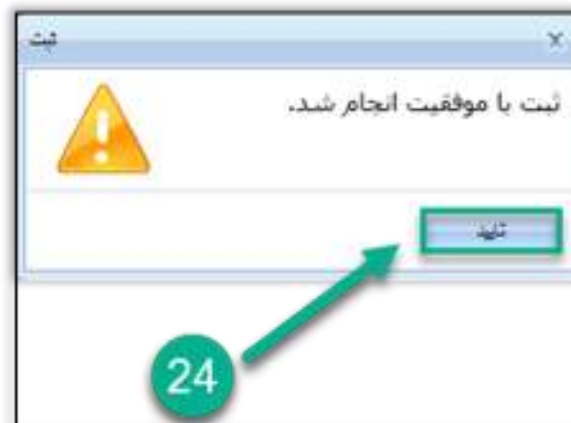 ثبت
ثبت با موفقیت انجام شد.
تایید
24